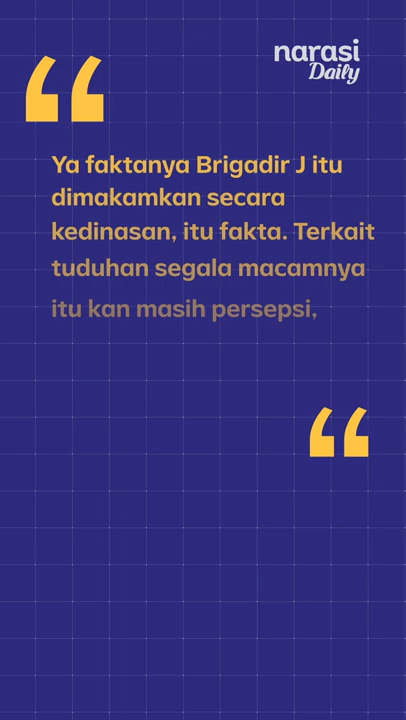 narasi
Daily
Ya faktanya Brigadir J itu
dimakamkan secara
kedinasan, itu fakta. Terkait
tuduhan segala macamnya
itu kan masih persepsi,